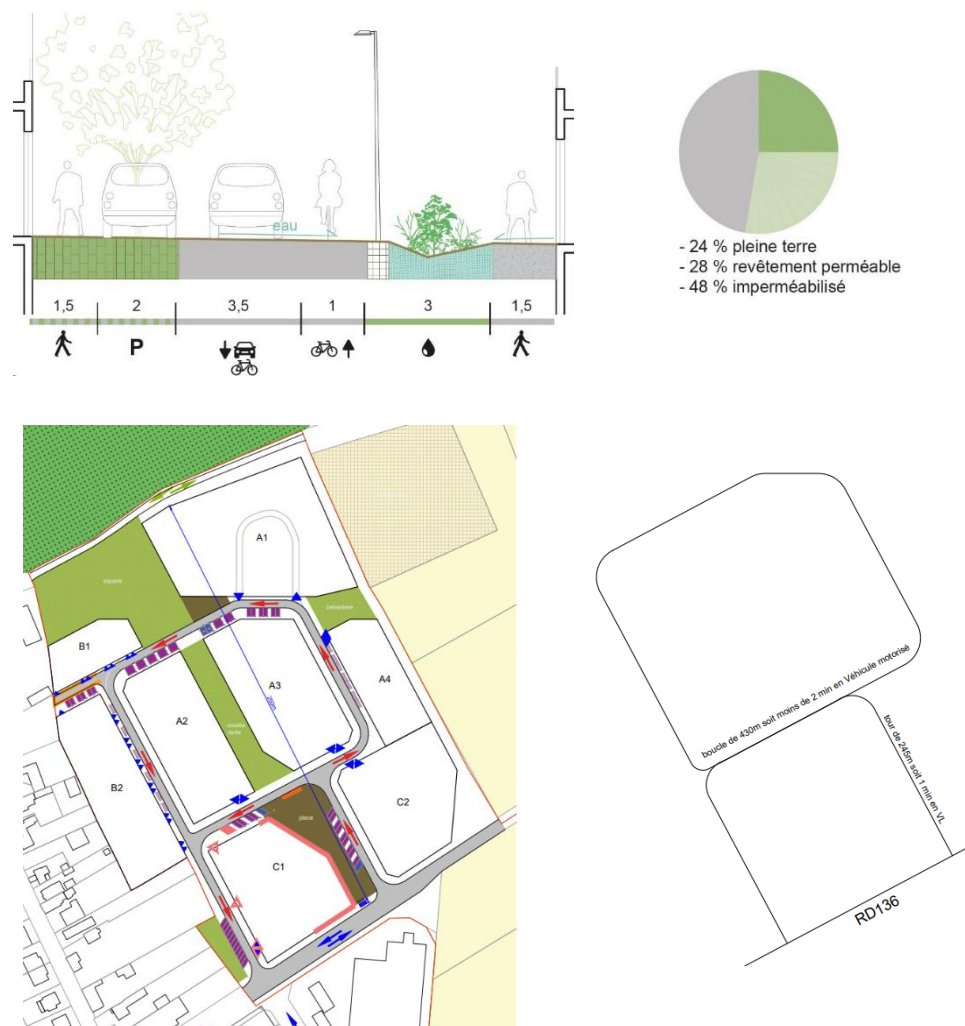 eau
1,5 2 3,5 1 3 1,5
P
- 24 % pleine terre
- 28 % revêtement perméable
- 48 % imperméabilisé
A1
square
belvédère
B1
A3
A4
A2
250m
coulée
verte
B2
C2
place
C1
boucle de 430m soit moins de 2 min en Véhicule motorisé
tour de 245m soit 1 min en VL
RD136